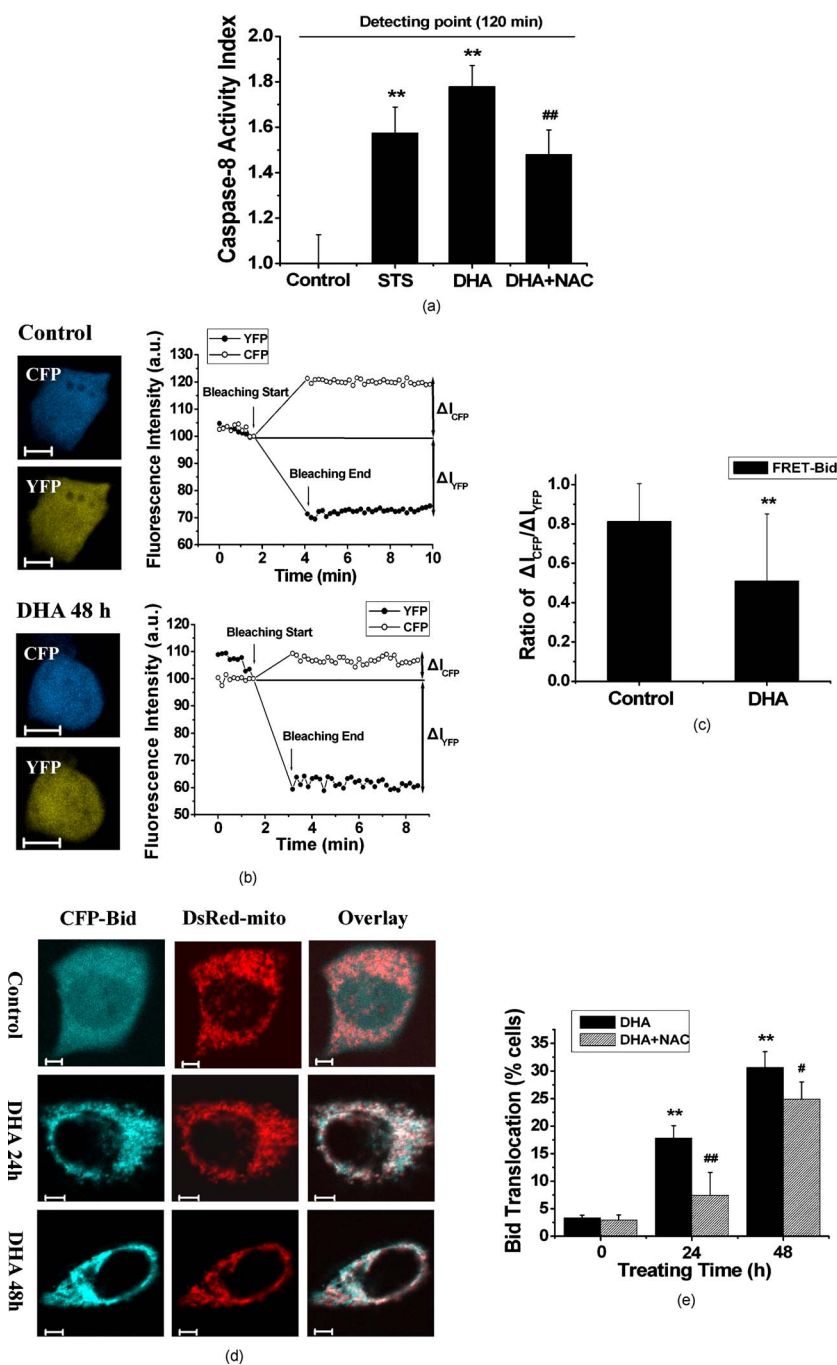 Detecting point (120 min)
Caspase-8 Activity Index
2.0
1.8
1.6
1.4
1.2
1.0
**
**
##
Control STS DHA DHA+NAC
(a)
Control
CFP
YFP
DHA 48 h
CFP
YFP
Fluorescence Intensity (a.u.)
130
120
110
100
90
80
70
60
YFP
CFP
Bleaching Start
Bleaching End
ΔI_CFP
ΔI_YFP
0 2 4 6 8 10
Time (min)
Fluorescence Intensity (a.u.)
120
110
100
90
80
70
60
50
YFP
CFP
Bleaching Start
Bleaching End
ΔI_CFP
ΔI_YFP
0 2 4 6 8
Time (min)
(b)
Ratio of ΔI_CFP/ΔI_YFP
1.0
0.8
0.6
0.4
0.2
0.0
FRET-Bid
**
Control DHA
(c)
CFP-Bid DsRed-mito Overlay
Control
DHA 24h
DHA 48h
(d)
Bid Translocation (% cells)
35
30
25
20
15
10
5
0
DHA
DHA+NAC
**
##
**
#
0 24 48
Treating Time (h)
(e)